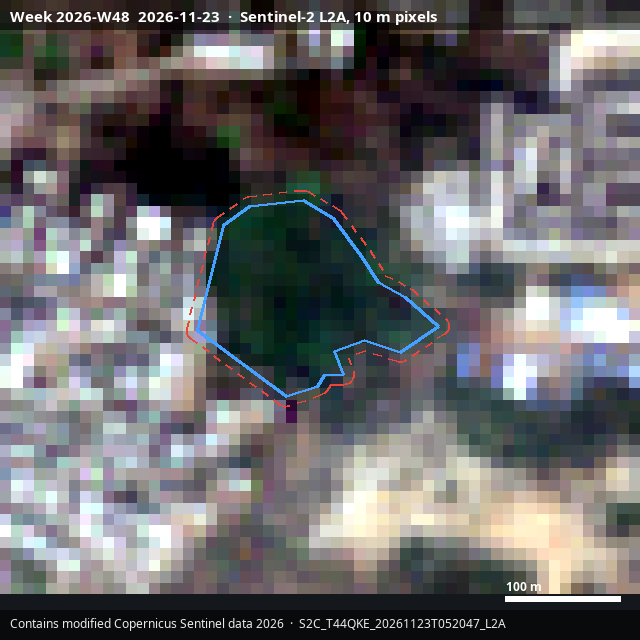 Week 2026-W48  2026-11-23  ·  Sentinel-2 L2A, 10 m pixels
100 m
Contains modified Copernicus Sentinel data 2026  ·  S2C_T44QKE_20261123T052047_L2A